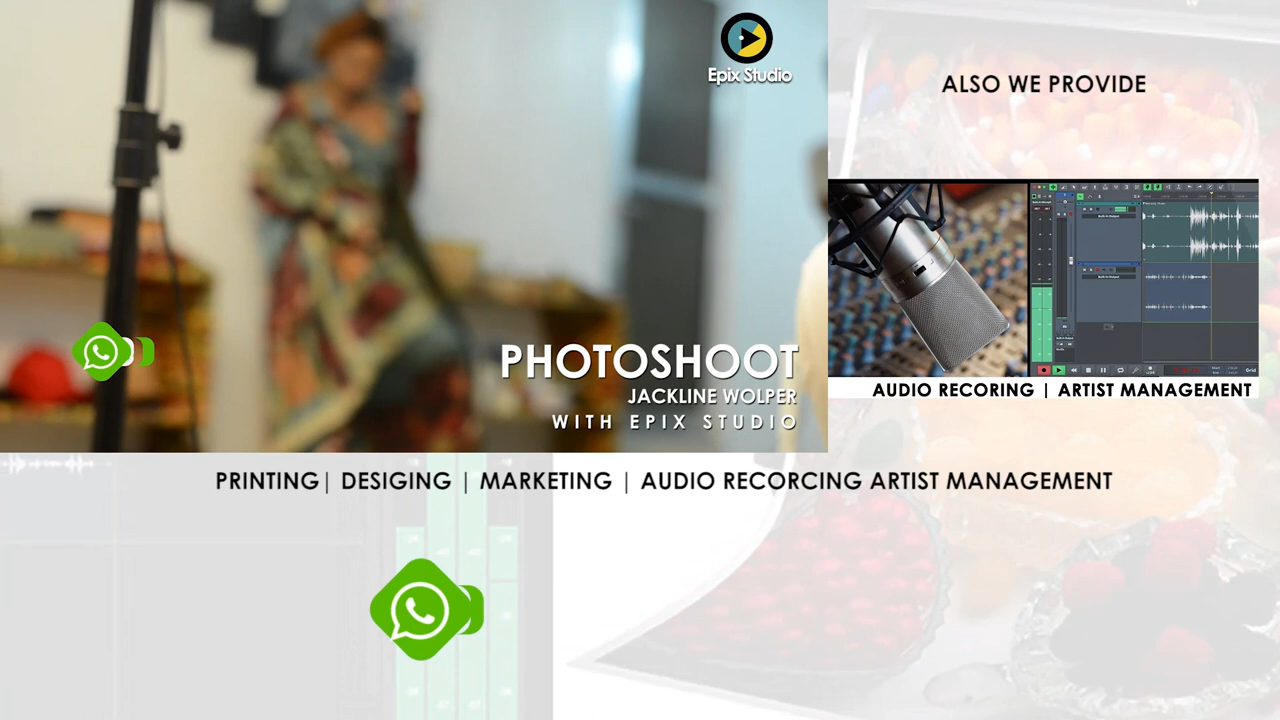 Epix Studio
ALSO WE PROVIDE
PHOTOSHOOT
JACKLINE WOLPER
WITH EPIX STUDIO
AUDIO RECORING | ARTIST MANAGEMENT
PRINTING| DESIGING | MARKETING | AUDIO RECORCING ARTIST MANAGEMENT